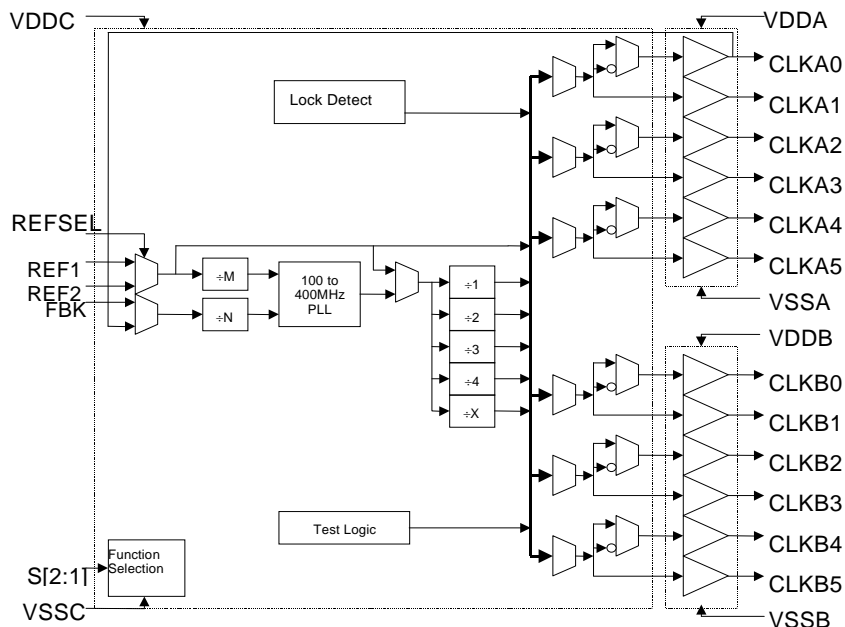 VDDC
VDDA
CLKA0
Lock Detect
CLKA1
CLKA2
CLKA3
REFSEL
CLKA4
REF1
CLKA5
÷M
100 to
400MHz
PLL
÷1
REF2
FBK
÷N
÷2
VSSA
÷3
VDDB
÷4
CLKB0
÷X
CLKB1
CLKB2
CLKB3
Test Logic
CLKB4
Function
Selection
S[2:1]
CLKB5
VSSC
VSSB